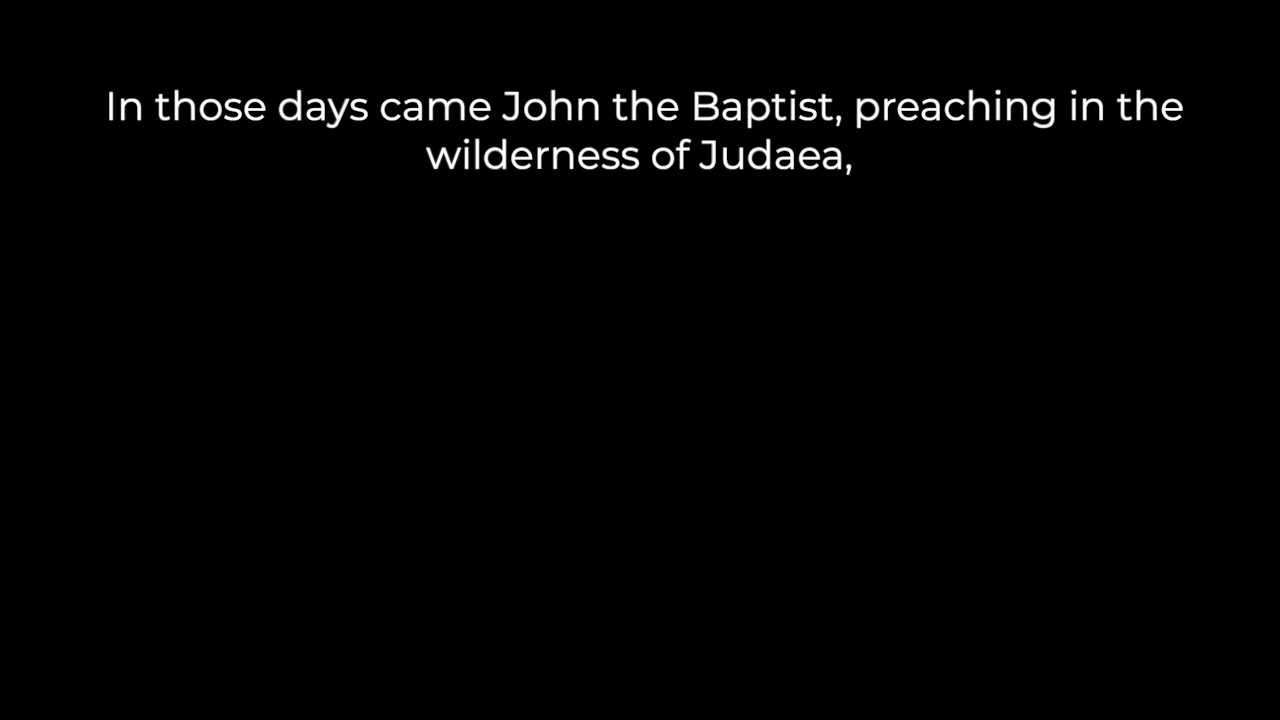 In those days came John the Baptist, preaching in the
wilderness of Judaea,